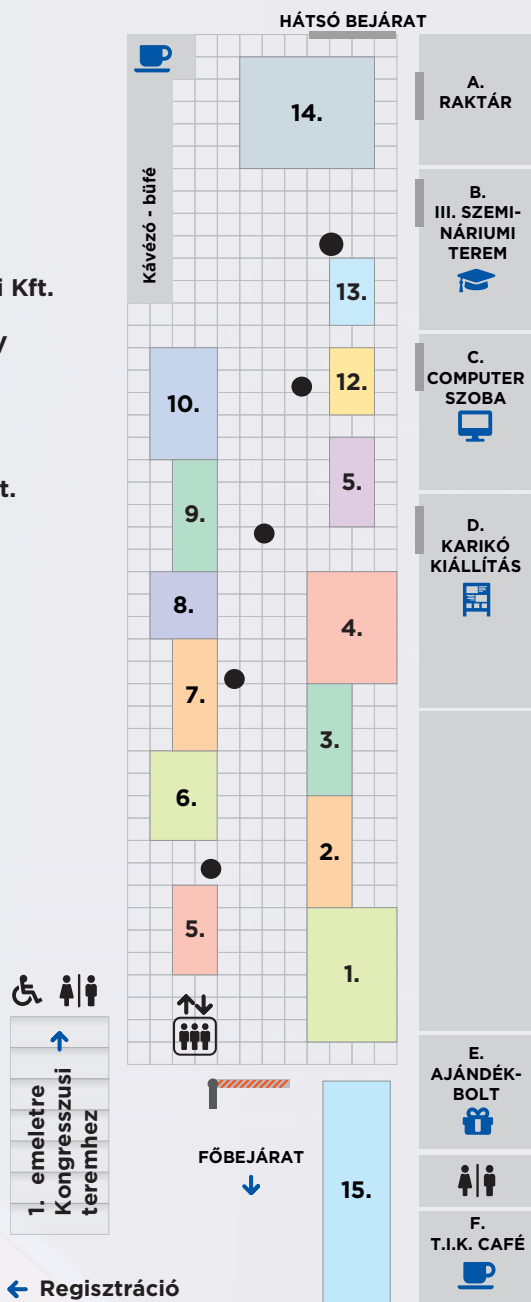 HÁTSÓ BEJÁRAT
14.
A.
RAKTÁR
Kávézó - büfé
B.
III. SZEMI-
NÁRIUMI
TEREM
i Kft.
13.
y
C.
COMPUTER
SZOBA
12.
10.
5.
t.
9.
D.
KARIKÓ
KIÁLLÍTÁS
8.
4.
7.
3.
6.
2.
5.
1.
1. emeletre
Kongresszusi
teremhez
E.
AJÁNDÉK-
BOLT
FŐBEJÁRAT
15.
F.
T.I.K. CAFÉ
Regisztráció